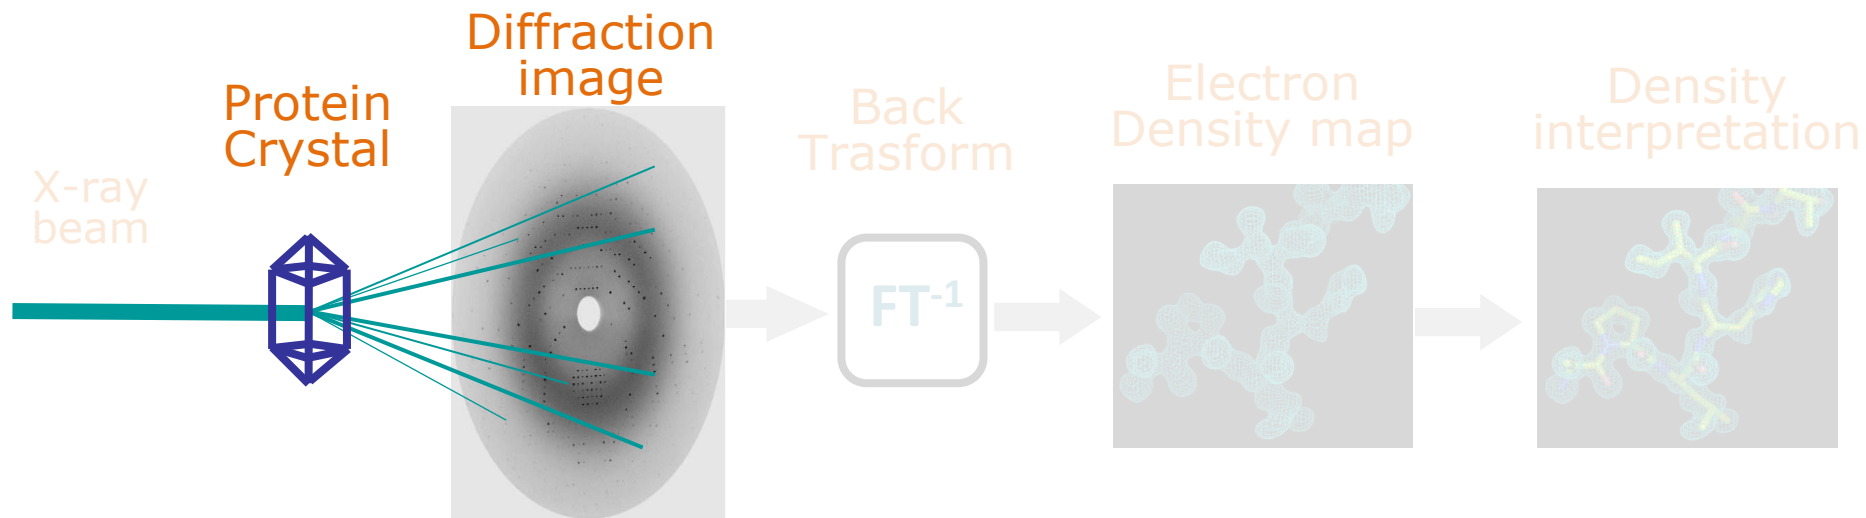 X-ray
beam
Protein
Crystal
Diffraction
image
Back
Trasform
FT-1
Electron
Density map
Density
interpretation